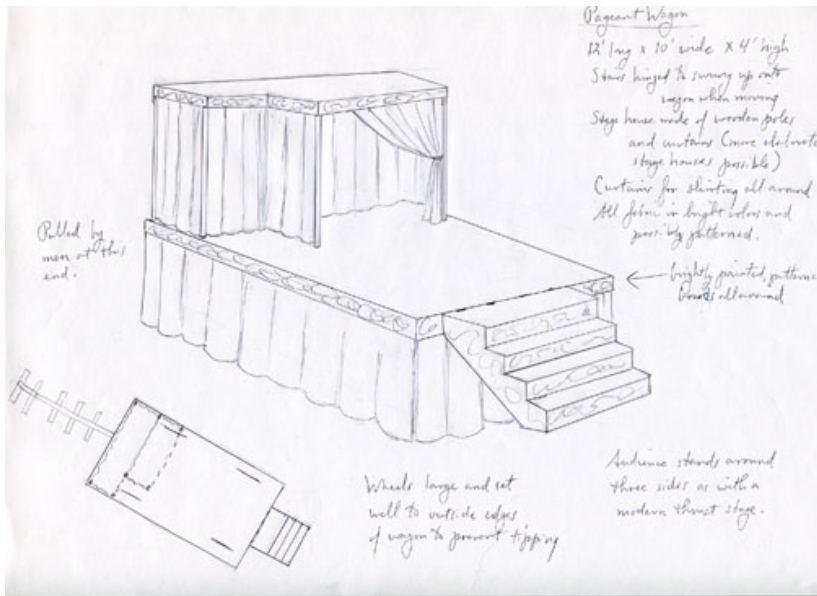 Pageant Wagon
12' long x 10' wide x 4' high
Stairs hinged to swing up onto
wagon when moving
Stage house made of wooden poles
and curtains (more elaborate
stage houses possible)
Curtains for skirting all around
All fabric in bright colors and
possibly patterned.
Pulled by
men at this
end.
brightly painted, patterned
boards all around
Wheels large and set
well to outside edges
of wagon to prevent tipping
Audience stands around
three sides as with a
modern thrust stage.